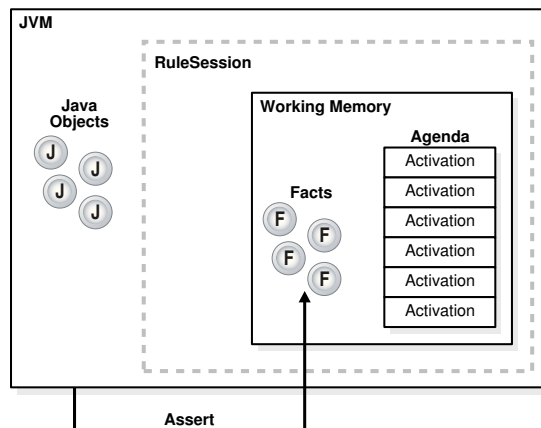 JVM
RuleSession
Java
Objects
J
J
J
J
Working Memory
Agenda
Facts
F
F
F
F
Activation
Activation
Activation
Activation
Activation
Activation
Assert